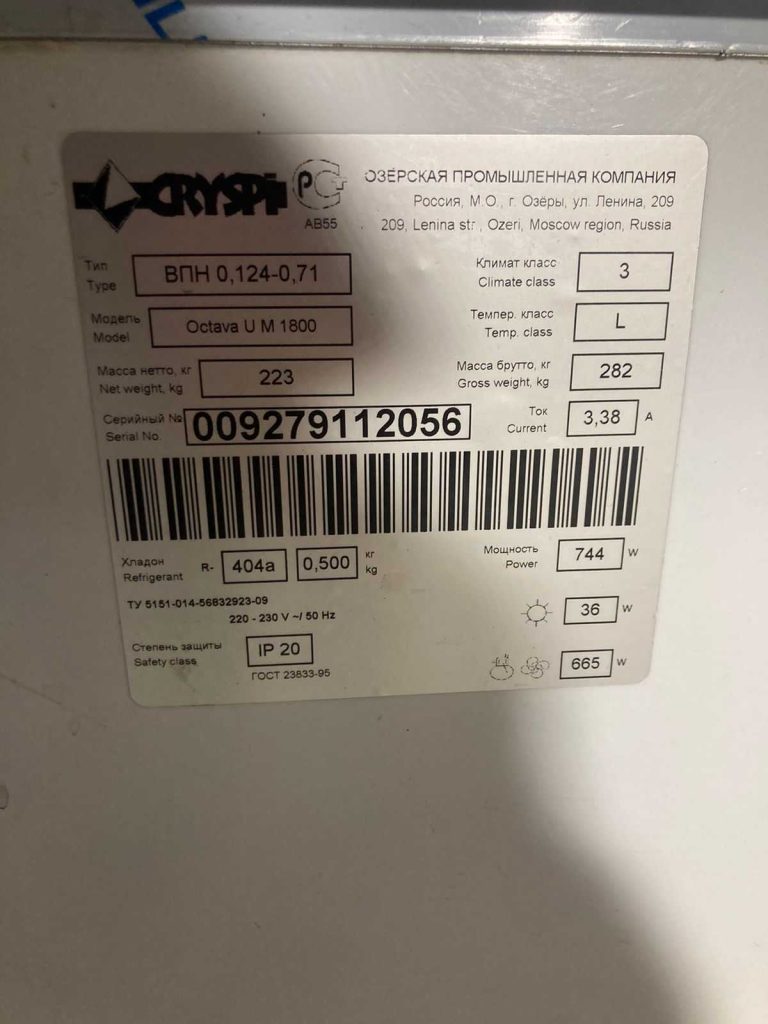 CRYSPI
РСТ
АВ55
ОЗЁРСКАЯ ПРОМЫШЛЕННАЯ КОМПАНИЯ
Россия, М.О., г. Озёры, ул. Ленина, 209
209, Lenina str., Ozeri, Moscow region, Russia
Тип
Type
ВПН 0,124-0,71
Климат класс
Climate class
3
Модель
Model
Octava U M 1800
Темпер. класс
Temp. class
L
Масса нетто, кг
Net weight, kg
223
Масса брутто, кг
Gross weight, kg
282
Серийный №
Serial No.
009279112056
Ток
Current
3,38 А
Хладон
Refrigerant
R- 404a 0,500 кг
kg
Мощность
Power
744 W
ТУ 5151-014-56832923-09
220 - 230 V ~/ 50 Hz
36 W
Степень защиты
Safety class
IP 20
ГОСТ 23833-95
665 W